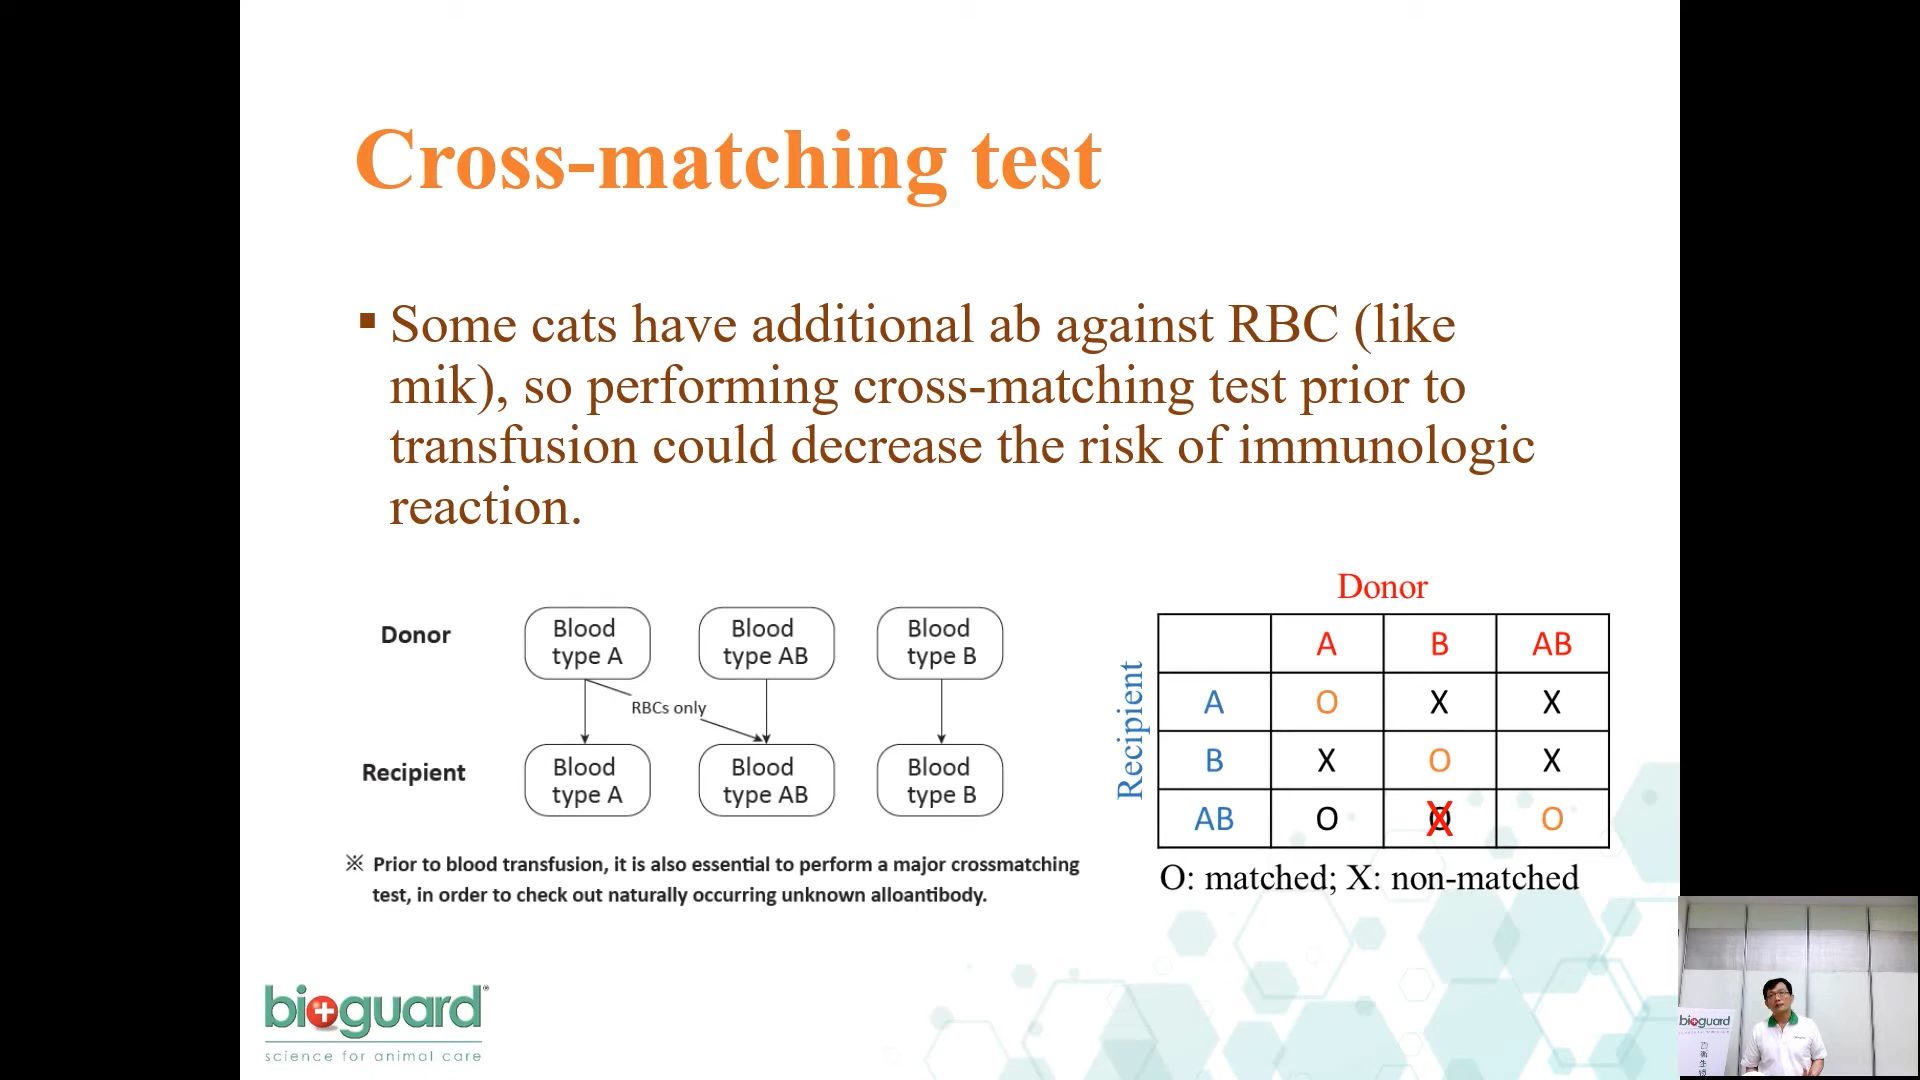 Cross-matching test
▪ Some cats have additional ab against RBC (like
mik), so performing cross-matching test prior to
transfusion could decrease the risk of immunologic
reaction.
Donor
Blood type A
Blood type AB
Blood type B
RBCs only
Recipient
Blood type A
Blood type AB
Blood type B
※ Prior to blood transfusion, it is also essential to perform a major crossmatching
test, in order to check out naturally occurring unknown alloantibody.
Donor
Recipient
A B AB
A O X X
B X O X
AB O X O
O: matched; X: non-matched
bioguard®
science for animal care
bioguard